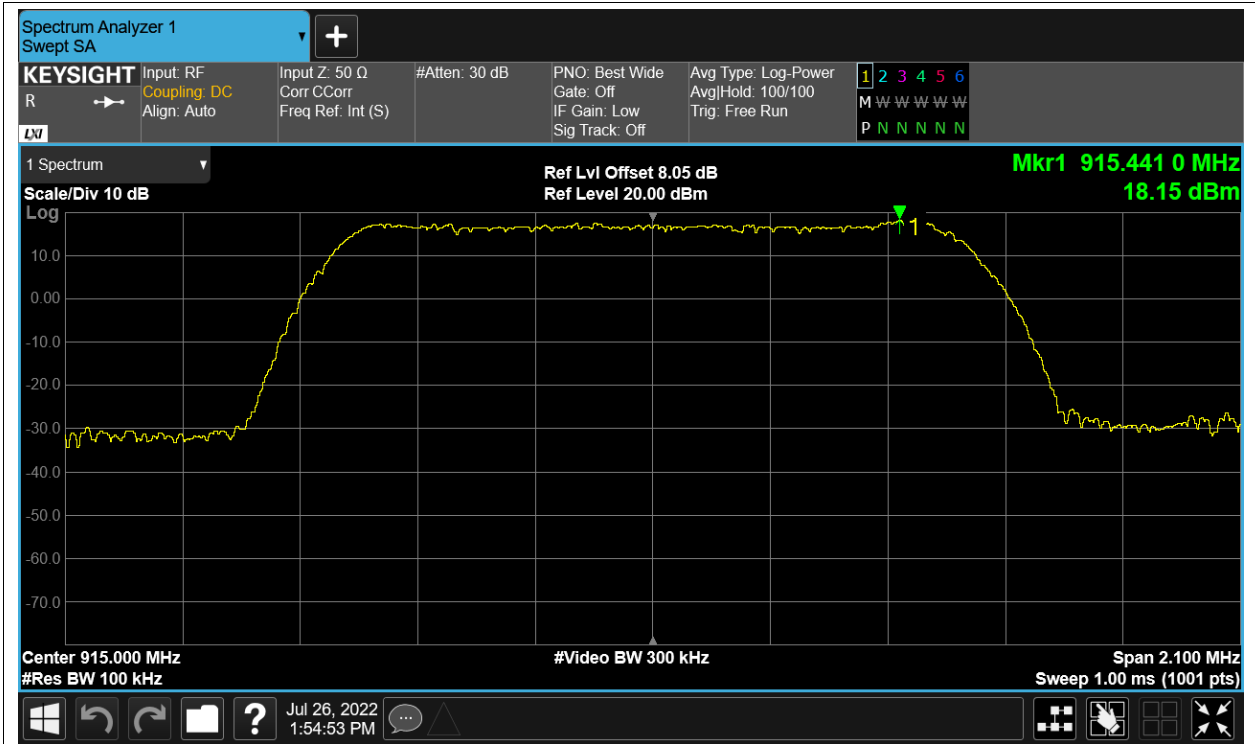 Spectrum Analyzer 1
Swept SA
KEYSIGHT
R
LXI
Input: RF
Coupling: DC
Align: Auto
Input Z: 50 Ω
Corr CCorr
Freq Ref: Int (S)
#Atten: 30 dB
PNO: Best Wide
Gate: Off
IF Gain: Low
Sig Track: Off
Avg Type: Log-Power
Avg|Hold: 100/100
Trig: Free Run
1 2 3 4 5 6
M W W W W W
P N N N N N
1 Spectrum
Scale/Div 10 dB
Log
Ref Lvl Offset 8.05 dB
Ref Level 20.00 dBm
Mkr1 915.441 0 MHz
18.15 dBm
1
10.0
0.00
-10.0
-20.0
-30.0
-40.0
-50.0
-60.0
-70.0
Center 915.000 MHz
#Res BW 100 kHz
#Video BW 300 kHz
Span 2.100 MHz
Sweep 1.00 ms (1001 pts)
?
Jul 26, 2022
1:54:53 PM